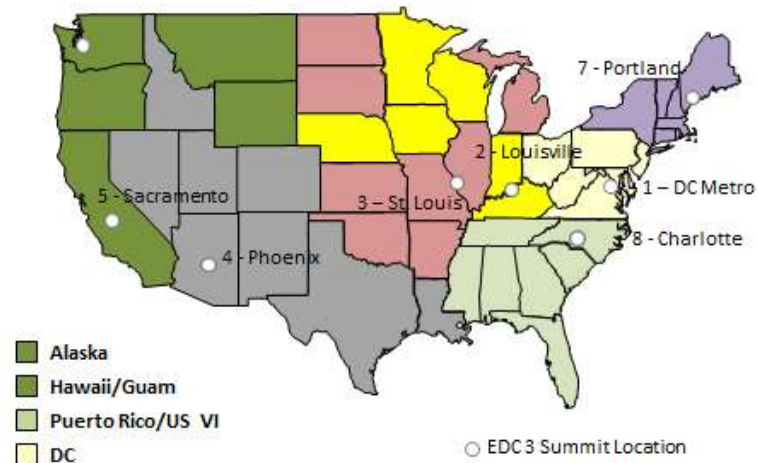 7 - Portland
2 - Louisville
5 - Sacramento
3 – St. Louis
1 – DC Metro
8 - Charlotte
4 - Phoenix
Alaska
Hawaii/Guam
Puerto Rico/US VI
DC
EDC 3 Summit Location